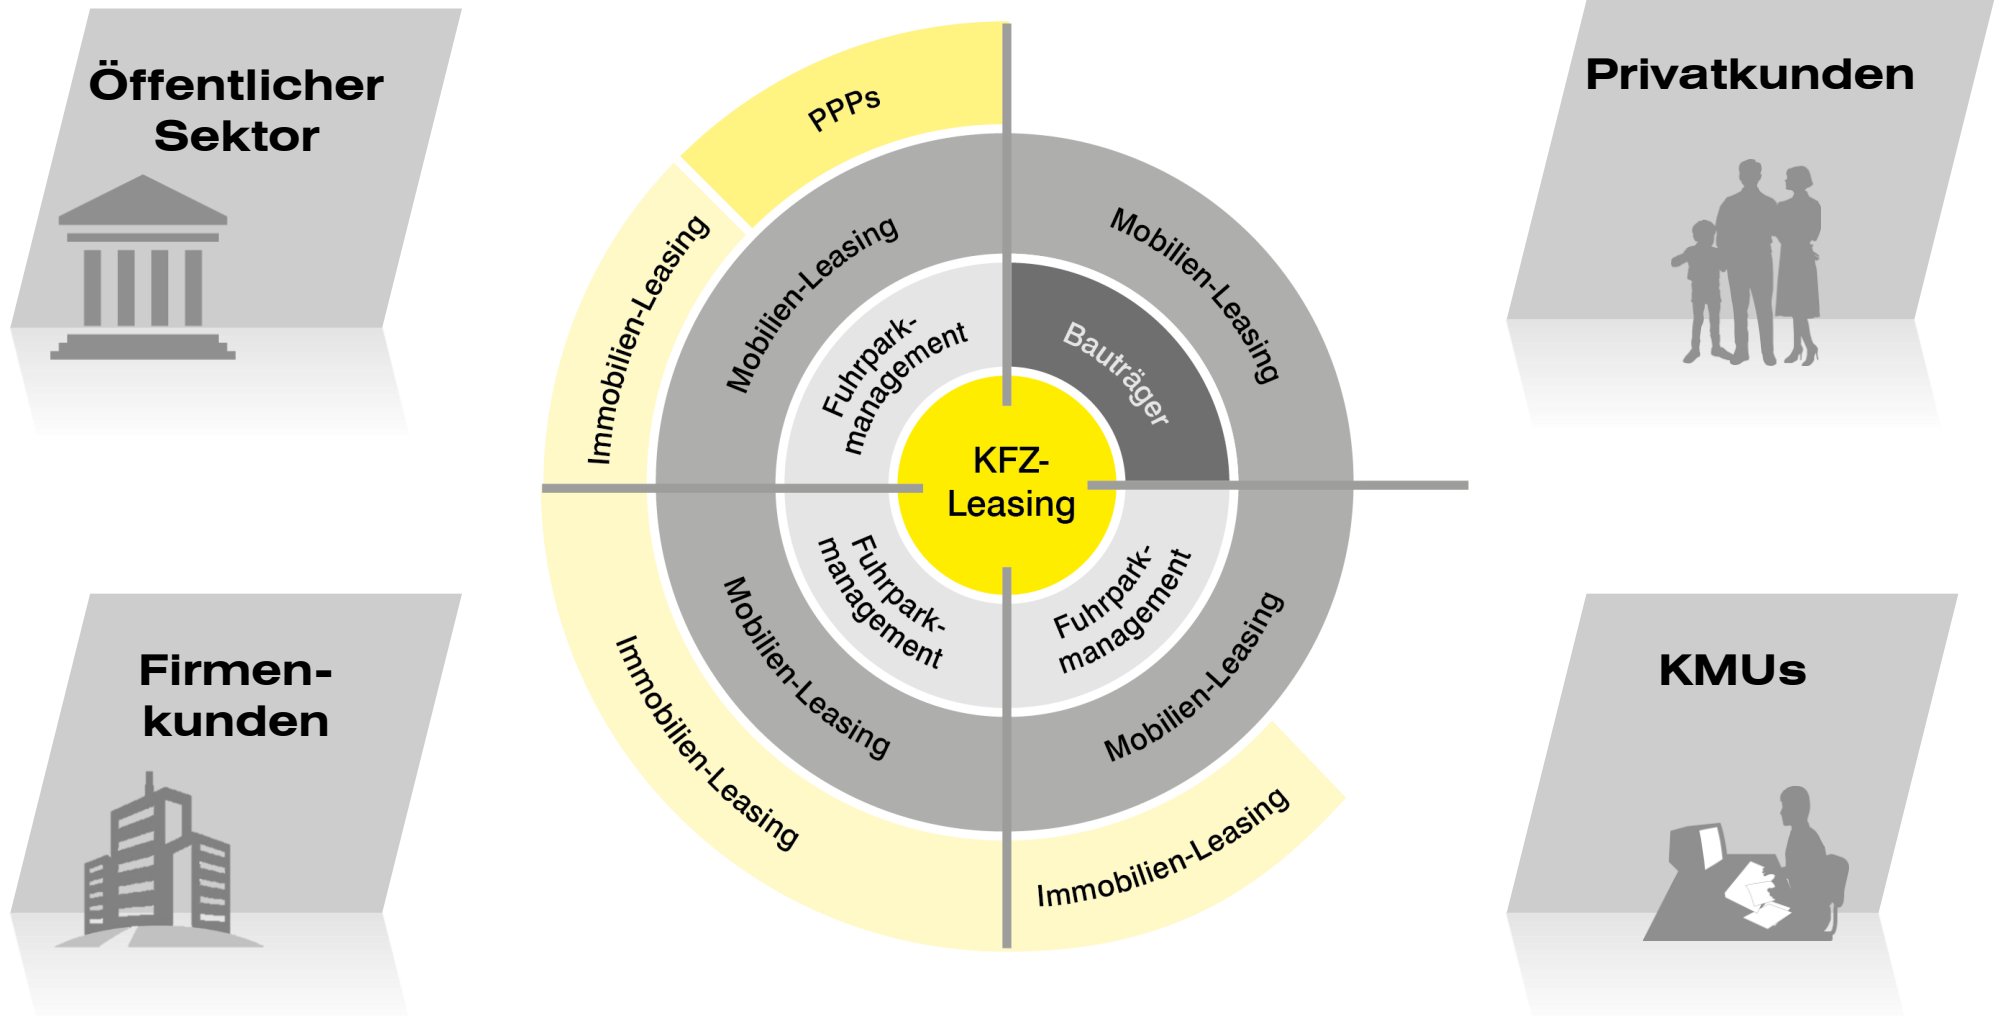 Öffentlicher
Sektor
Privatkunden
PPPs
Immobilien-Leasing
Mobilien-Leasing
Mobilien-Leasing
Fuhrpark-
management
Bauträger
KFZ-
Leasing
Fuhrpark-
management
Fuhrpark-
management
Mobilien-Leasing
Mobilien-Leasing
Immobilien-Leasing
Immobilien-Leasing
Firmen-
kunden
KMUs